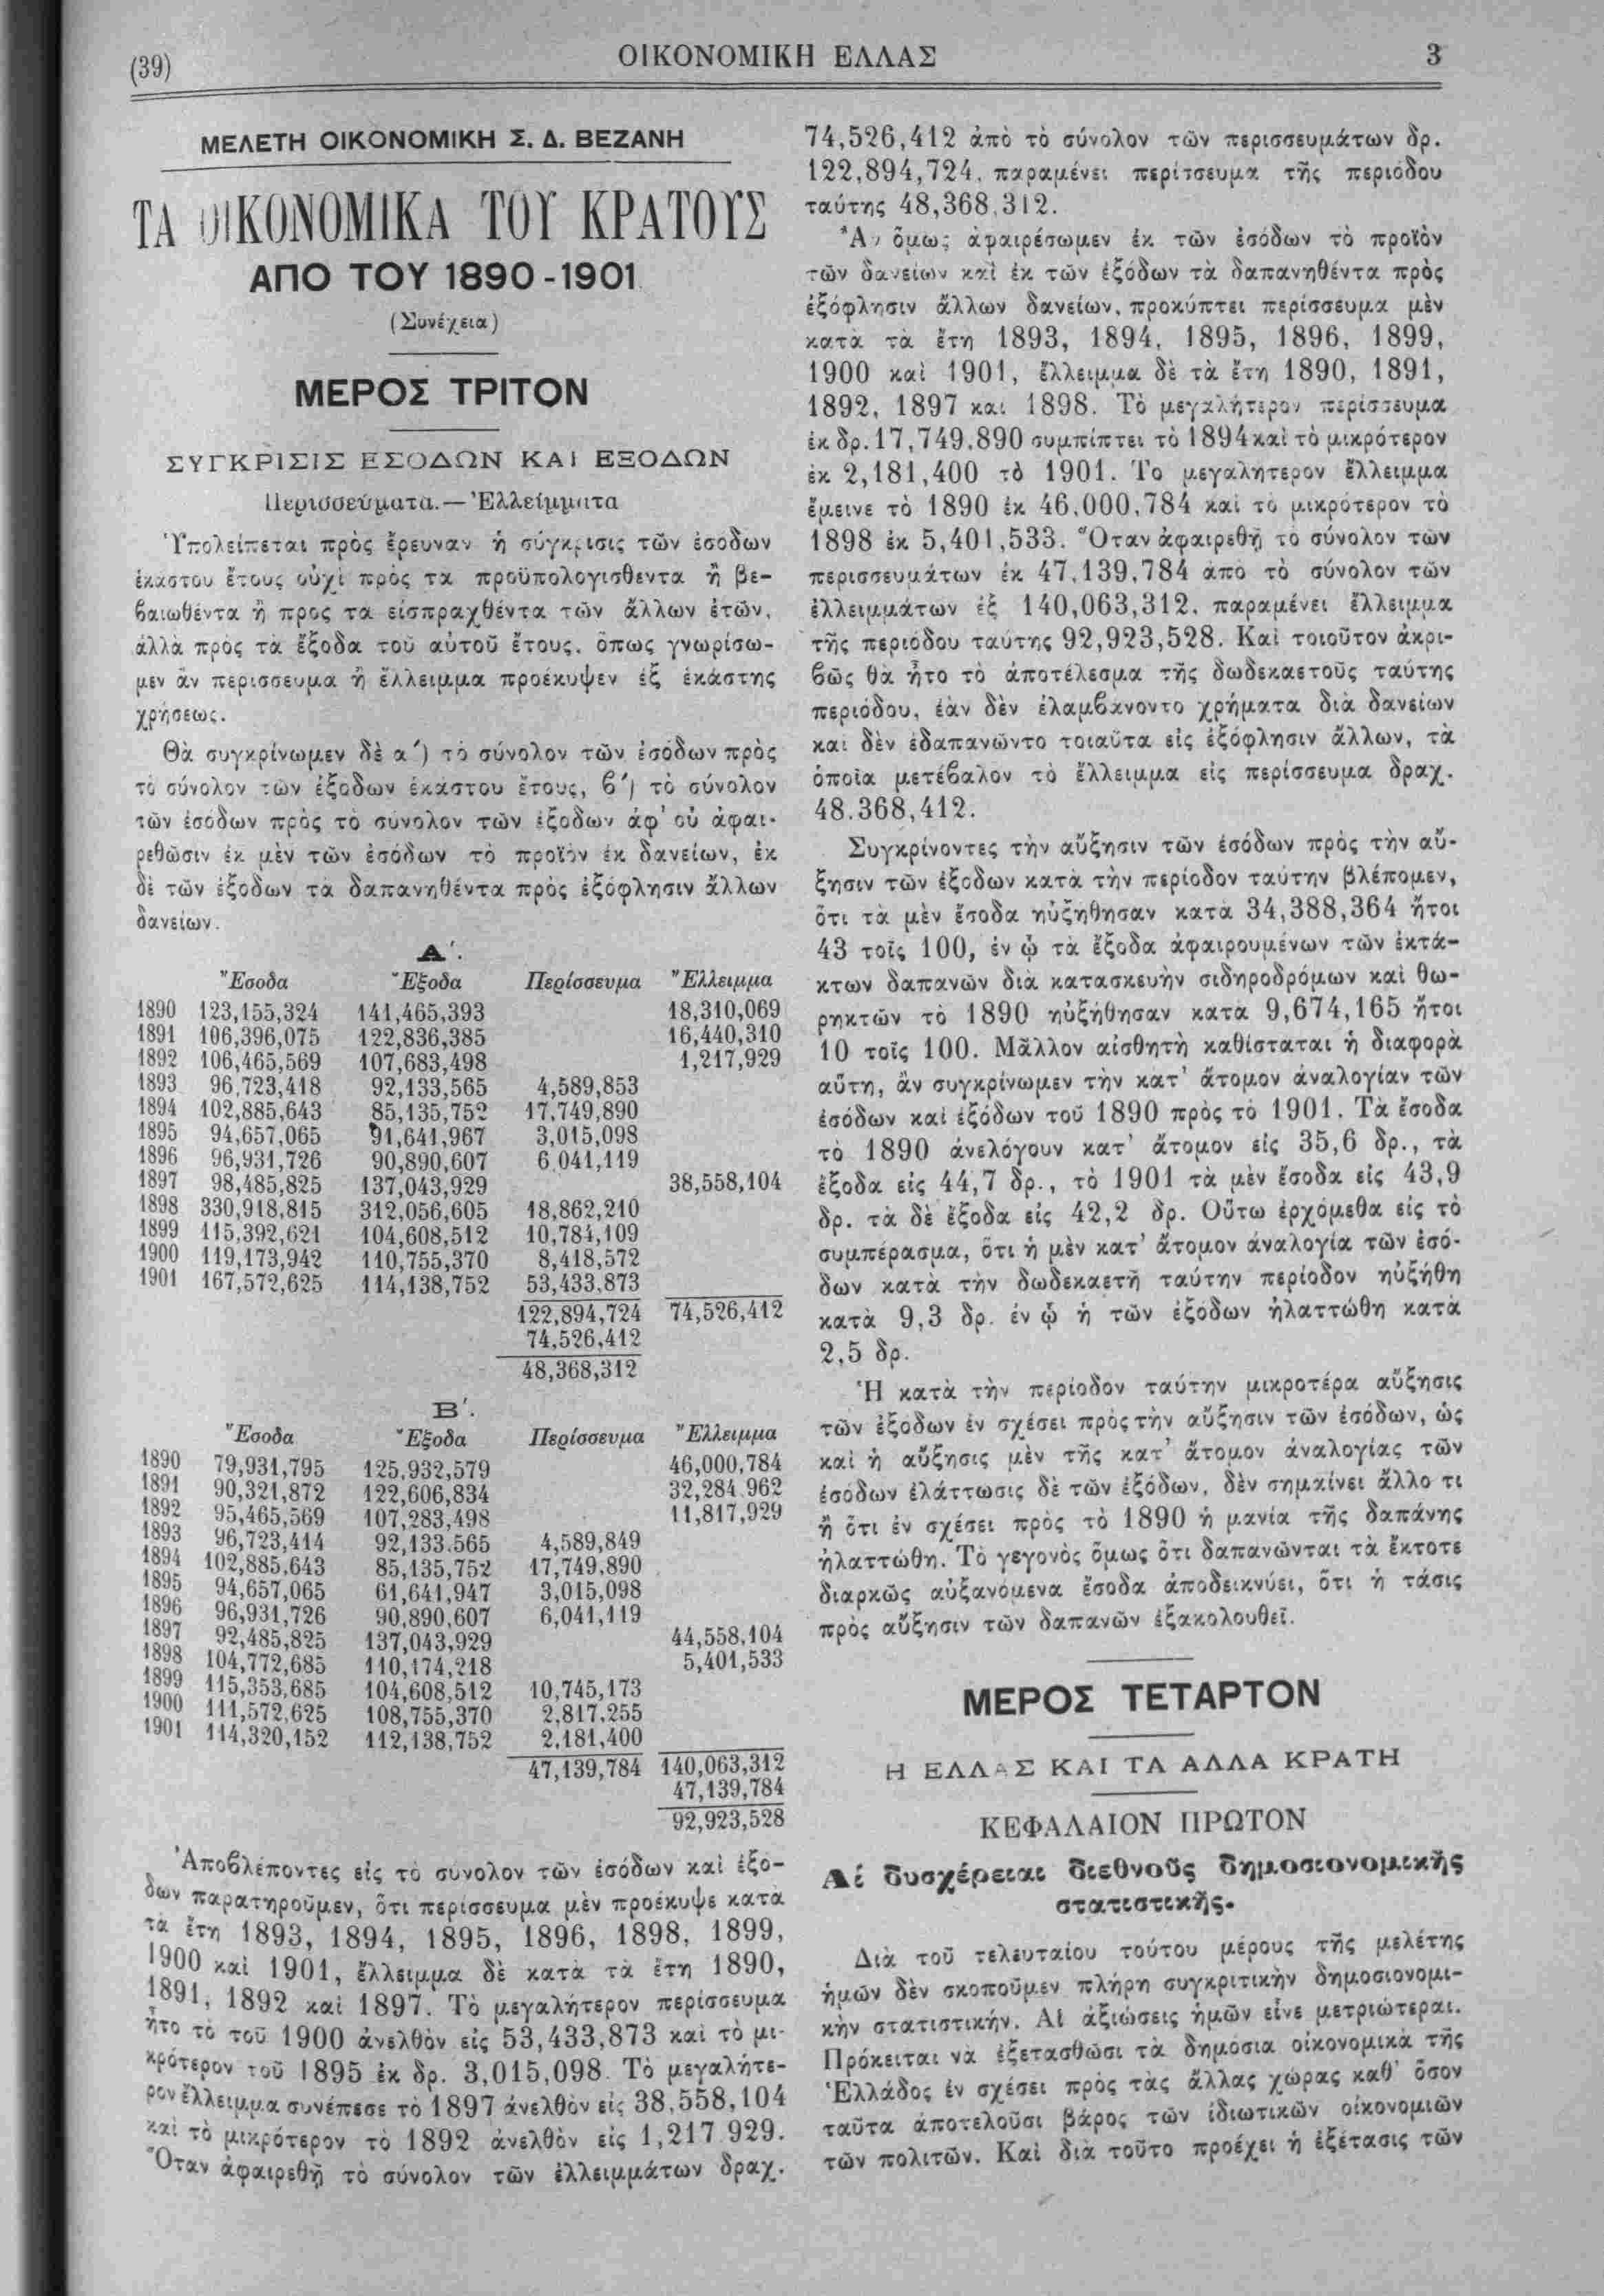 (39)
ΟΙΚΟΝΟΜΙΚΗ ΕΛΛΑΣ
3
ΜΕΛΕΤΗ ΟΙΚΟΝΟΜΙΚΗ Σ. Δ. ΒΕΖΑΝΗ
ΤΑ ΟΙΚΟΝΟΜΙΚΑ ΤΟΥ ΚΡΑΤΟΥΣ
ΑΠΟ ΤΟΥ 1890-1901
(Συνέχεια)
ΜΕΡΟΣ ΤΡΙΤΟΝ
ΣΥΓΚΡΙΣΙΣ ΕΣΟΔΩΝ ΚΑΙ ΕΞΟΔΩΝ
Περισσεύματα.—Ἐλλείμματα
Ὑπολείπεται πρὸς ἔρευναν ἡ σύγκρισις τῶν ἐσόδων
ἑκάστου ἔτους οὐχὶ πρὸς τὰ προϋπολογισθέντα ἢ βε-
βαιωθέντα ἢ πρὸς τὰ εἰσπραχθέντα τῶν ἄλλων ἐτῶν,
ἀλλὰ πρὸς τὰ ἔξοδα τοῦ αὐτοῦ ἔτους, ὅπως γνωρίσω-
μεν ἂν περίσσευμα ἢ ἔλλειμμα προέκυψεν ἐξ ἑκάστης
χρήσεως.
Θὰ συγκρίνωμεν δὲ α΄) τὸ σύνολον τῶν ἐσόδων πρὸς
τὸ σύνολον τῶν ἐξόδων ἑκάστου ἔτους, β΄) τὸ σύνολον
τῶν ἐσόδων πρὸς τὸ σύνολον τῶν ἐξόδων ἀφ' οὗ ἀφαι-
ρεθῶσιν ἐκ μὲν τῶν ἐσόδων τὸ προϊὸν ἐκ δανείων, ἐκ
δὲ τῶν ἐξόδων τὰ δαπανηθέντα πρὸς ἐξόφλησιν ἄλλων
δανείων.
Α΄.
Ἔσοδα Ἔξοδα Περίσσευμα Ἔλλειμμα
1890 123,155,324 141,465,393 18,310,069
1891 106,396,075 122,836,385 16,440,310
1892 106,465,569 107,683,498 1,217,929
1893 96,723,418 92,133,565 4,589,853
1894 102,885,643 85,135,752 17,749,890
1895 94,657,065 91,641,967 3,015,098
1896 96,931,726 90,890,607 6,041,119
1897 98,485,825 137,043,929 38,558,104
1898 330,918,815 312,056,605 18,862,210
1899 115,392,621 104,608,512 10,784,109
1900 119,173,942 110,755,370 8,418,572
1901 167,572,625 114,138,752 53,433,873
122,894,724 74,526,412
74,526,412
48,368,312
Β΄.
Ἔσοδα Ἔξοδα Περίσσευμα Ἔλλειμμα
1890 79,931,795 125,932,579 46,000,784
1891 90,321,872 122,606,834 32,284,962
1892 95,465,569 107,283,498 11,817,929
1893 96,723,414 92,133,565 4,589,849
1894 102,885,643 85,135,752 17,749,890
1895 94,657,065 61,641,947 3,015,098
1896 96,931,726 90,890,607 6,041,119
1897 92,485,825 137,043,929 44,558,104
1898 104,772,685 110,174,218 5,401,533
1899 115,353,685 104,608,512 10,745,173
1900 111,572,625 108,755,370 2,817,255
1901 114,320,152 112,138,752 2,181,400
47,139,784 140,063,312
47,139,784
92,923,528
Ἀποβλέποντες εἰς τὸ σύνολον τῶν ἐσόδων καὶ ἐξό-
δων παρατηροῦμεν, ὅτι περίσσευμα μὲν προέκυψε κατὰ
τὰ ἔτη 1893, 1894, 1895, 1896, 1898, 1899,
1900 καὶ 1901, ἔλλειμμα δὲ κατὰ τὰ ἔτη 1890,
1891, 1892 καὶ 1897. Τὸ μεγαλήτερον περίσσευμα
ἦτο τὸ τοῦ 1900 ἀνελθὸν εἰς 53,433,873 καὶ τὸ μι-
κρότερον τοῦ 1895 ἐκ δρ. 3,015,098. Τὸ μεγαλήτε-
ρον ἔλλειμμα συνέπεσε τὸ 1897 ἀνελθὸν εἰς 38,558,104
καὶ τὸ μικρότερον τὸ 1892 ἀνελθὸν εἰς 1,217,929.
Ὅταν ἀφαιρεθῇ τὸ σύνολον τῶν ἐλλειμμάτων δραχ.
74,526,412 ἀπὸ τὸ σύνολον τῶν περισσευμάτων δρ.
122,894,724, παραμένει περίσσευμα τῆς περιόδου
ταύτης 48,368,312.
Ἂν ὅμως ἀφαιρέσωμεν ἐκ τῶν ἐσόδων τὸ προϊὸν
τῶν δανείων καὶ ἐκ τῶν ἐξόδων τὰ δαπανηθέντα πρὸς
ἐξόφλησιν ἄλλων δανείων, προκύπτει περίσσευμα μὲν
κατὰ τὰ ἔτη 1893, 1894, 1895, 1896, 1899,
1900 καὶ 1901, ἔλλειμμα δὲ τὰ ἔτη 1890, 1891,
1892, 1897 καὶ 1898. Τὸ μεγαλήτερον περίσσευμα
ἐκ δρ. 17,749,890 συμπίπτει τὸ 1894 καὶ τὸ μικρότερον
ἐκ 2,181,400 τὸ 1901. Τὸ μεγαλήτερον ἔλλειμμα
ἔμεινε τὸ 1890 ἐκ 46,000,784 καὶ τὸ μικρότερον τὸ
1898 ἐκ 5,401,533. Ὅταν ἀφαιρεθῇ τὸ σύνολον τῶν
περισσευμάτων ἐκ 47,139,784 ἀπὸ τὸ σύνολον τῶν
ἐλλειμμάτων ἐξ 140,063,312, παραμένει ἔλλειμμα
τῆς περιόδου ταύτης 92,923,528. Καὶ τοιοῦτον ἀκρι-
βῶς θὰ ἦτο τὸ ἀποτέλεσμα τῆς δωδεκαετοῦς ταύτης
περιόδου, ἐὰν δὲν ἐλαμβάνοντο χρήματα διὰ δανείων
καὶ δὲν ἐδαπανῶντο τοιαῦτα εἰς ἐξόφλησιν ἄλλων, τὰ
ὁποῖα μετέβαλον τὸ ἔλλειμμα εἰς περίσσευμα δραχ.
48.368,412.
Συγκρίνοντες τὴν αὔξησιν τῶν ἐσόδων πρὸς τὴν αὔ-
ξησιν τῶν ἐξόδων κατὰ τὴν περίοδον ταύτην βλέπομεν,
ὅτι τὰ μὲν ἔσοδα ηὐξήθησαν κατὰ 34,388,364 ἤτοι
43 τοῖς 100, ἐν ᾧ τὰ ἔξοδα ἀφαιρουμένων τῶν ἐκτά-
κτων δαπανῶν διὰ κατασκευὴν σιδηροδρόμων καὶ θω-
ρηκτῶν τὸ 1890 ηὐξήθησαν κατὰ 9,674,165 ἤτοι
10 τοῖς 100. Μᾶλλον αἰσθητὴ καθίσταται ἡ διαφορὰ
αὕτη, ἂν συγκρίνωμεν τὴν κατ' ἄτομον ἀναλογίαν τῶν
ἐσόδων καὶ ἐξόδων τοῦ 1890 πρὸς τὸ 1901. Τὰ ἔσοδα
τὸ 1890 ἀνελόγουν κατ' ἄτομον εἰς 35,6 δρ., τὰ
ἔξοδα εἰς 44,7 δρ., τὸ 1901 τὰ μὲν ἔσοδα εἰς 43,9
δρ. τὰ δὲ ἔξοδα εἰς 42,2 δρ. Οὕτω ἐρχόμεθα εἰς τὸ
συμπέρασμα, ὅτι ἡ μὲν κατ' ἄτομον ἀναλογία τῶν ἐσό-
δων κατὰ τὴν δωδεκαετῆ ταύτην περίοδον ηὐξήθη
κατὰ 9,3 δρ. ἐν ᾧ ἡ τῶν ἐξόδων ἠλαττώθη κατὰ
2,5 δρ.
Ἡ κατὰ τὴν περίοδον ταύτην μικροτέρα αὔξησις
τῶν ἐξόδων ἐν σχέσει πρὸς τὴν αὔξησιν τῶν ἐσόδων, ὡς
καὶ ἡ αὔξησις μὲν τῆς κατ' ἄτομον ἀναλογίας τῶν
ἐσόδων ἐλάττωσις δὲ τῶν ἐξόδων, δὲν σημαίνει ἄλλο τι
ἢ ὅτι ἐν σχέσει πρὸς τὸ 1890 ἡ μανία τῆς δαπάνης
ἠλαττώθη. Τὸ γεγονὸς ὅμως ὅτι δαπανῶνται τὰ ἔκτοτε
διαρκῶς αὐξανόμενα ἔσοδα ἀποδεικνύει, ὅτι ἡ τάσις
πρὸς αὔξησιν τῶν δαπανῶν ἐξακολουθεῖ.
ΜΕΡΟΣ ΤΕΤΑΡΤΟΝ
Η ΕΛΛΑΣ ΚΑΙ ΤΑ ΑΛΛΑ ΚΡΑΤΗ
ΚΕΦΑΛΑΙΟΝ ΠΡΩΤΟΝ
Αἱ δυσχέρειαι διεθνοῦς δημοσιονομικῆς
στατιστικῆς.
Διὰ τοῦ τελευταίου τούτου μέρους τῆς μελέτης
ἡμῶν δὲν σκοποῦμεν πλήρη συγκριτικὴν δημοσιονομι-
κὴν στατιστικήν. Αἱ ἀξιώσεις ἡμῶν εἶνε μετριώτεραι.
Πρόκειται νὰ ἐξετασθῶσι τὰ δημόσια οἰκονομικὰ τῆς
Ἑλλάδος ἐν σχέσει πρὸς τὰς ἄλλας χώρας καθ' ὅσον
ταῦτα ἀποτελοῦσι βάρος τῶν ἰδιωτικῶν οἰκονομιῶν
τῶν πολιτῶν. Καὶ διὰ τοῦτο προέχει ἡ ἐξέτασις τῶν